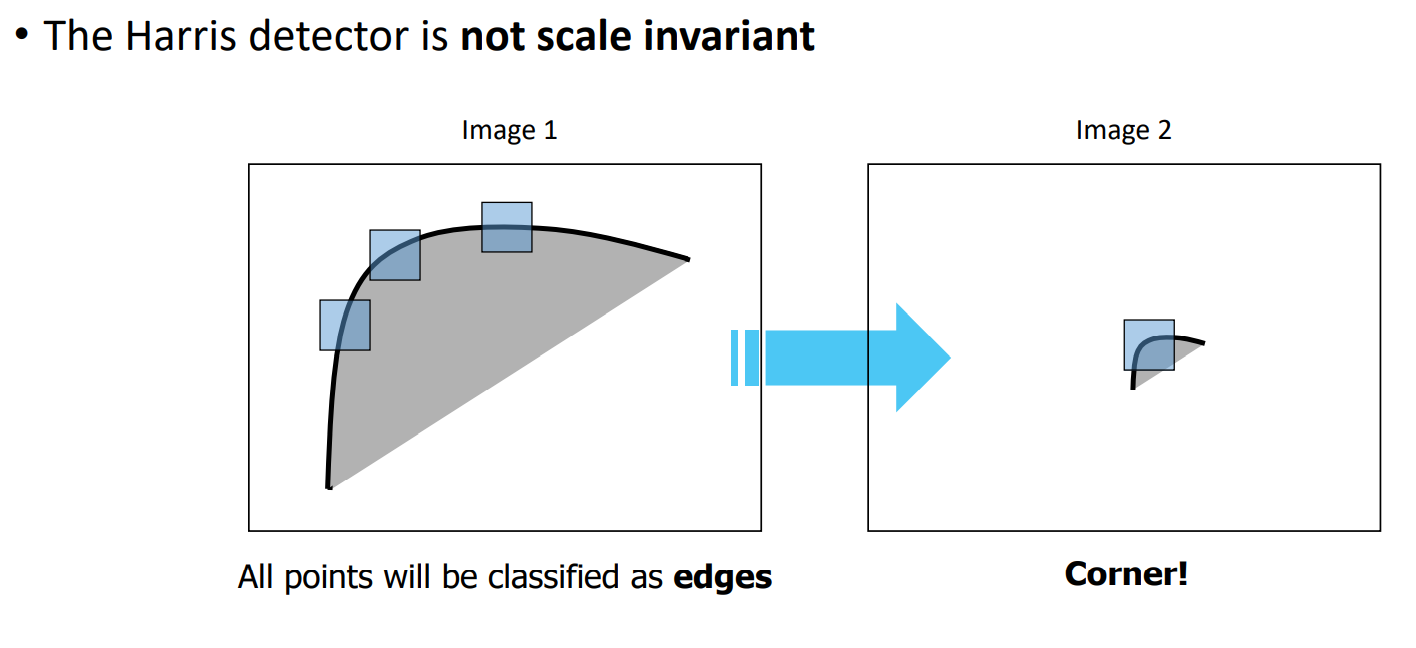 • The Harris detector is not scale invariant
Image 1
Image 2
All points will be classified as edges
Corner!